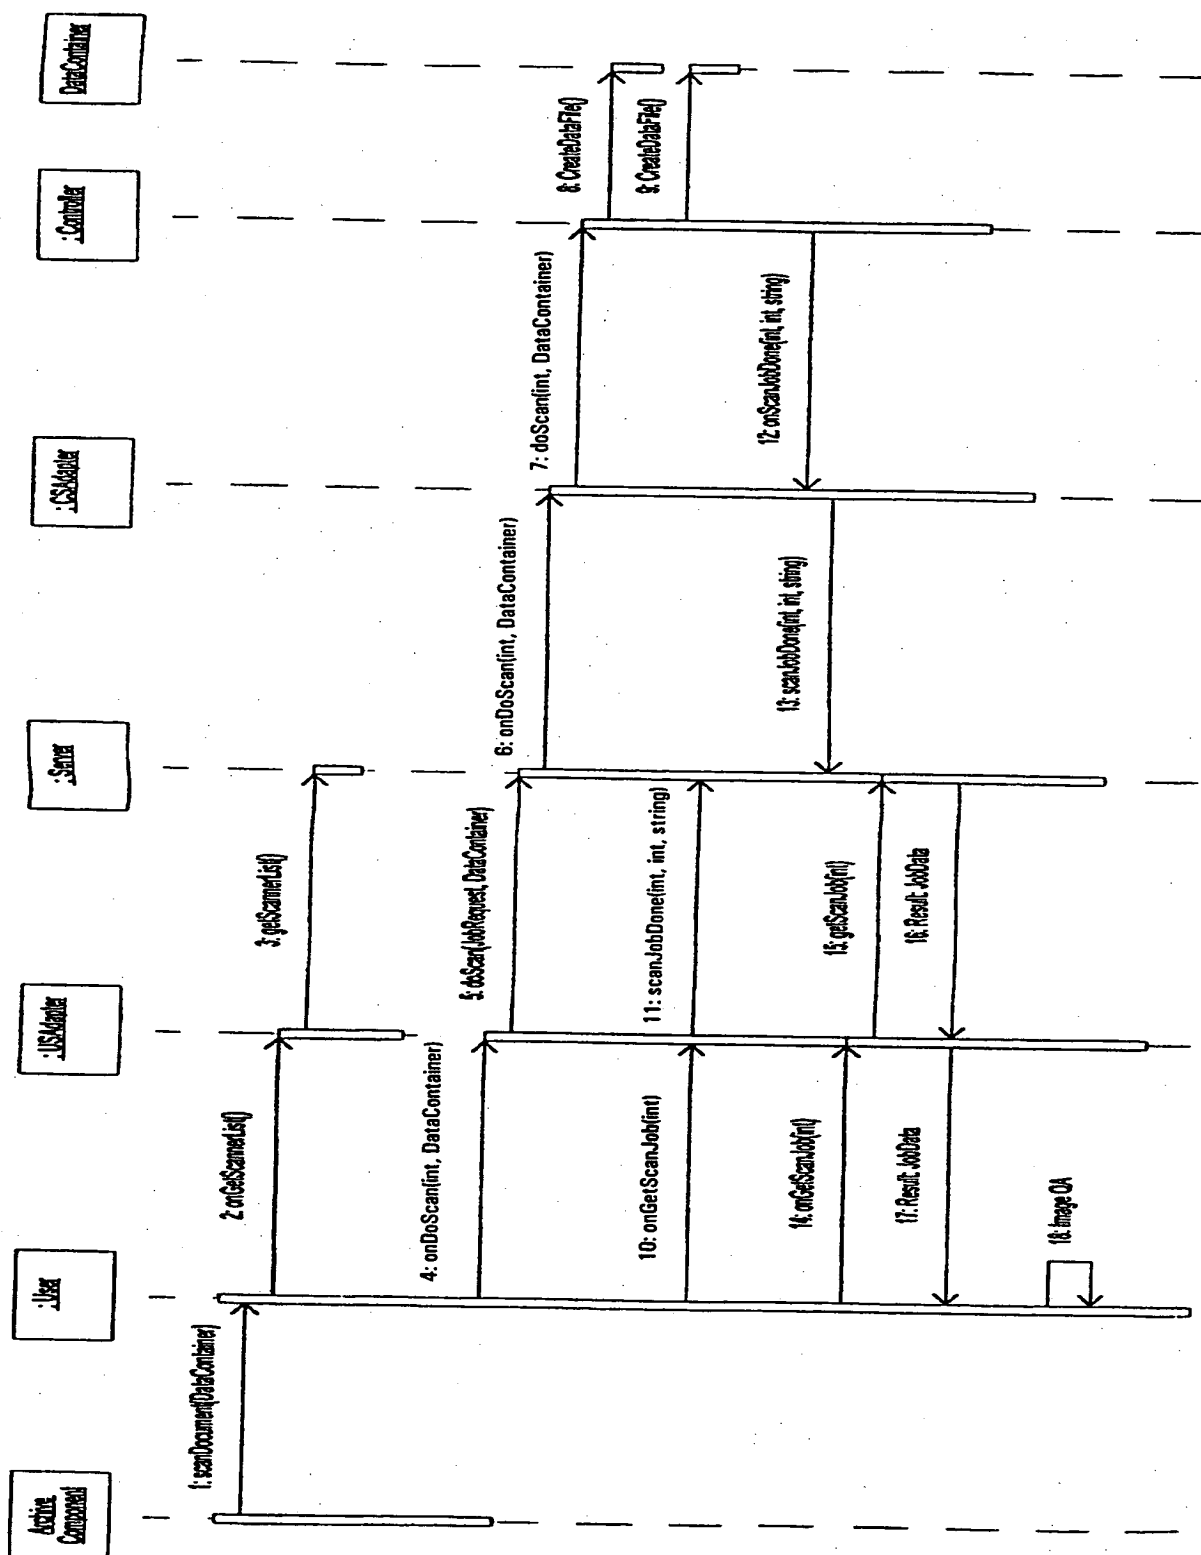 Archive
Component
:User
:USAdapter
:Server
:CSAdapter
:Controller
DataContainer
1: scanDocument(DataContainer)
2: onGetScannerList()
3: getScannerList()
4: onDoScan(int, DataContainer)
5: doScan(JobRequest, DataContainer)
6: onDoScan(int, DataContainer)
7: doScan(int, DataContainer)
8: CreateDataFile()
9: CreateDataFile()
10: onGetScanJob(int)
11: scanJobDone(int, int, string)
12: onScanJobDone(int, int, string)
13: scanJobDone(int, int, string)
14: onGetScanJob(int)
15: getScanJob(int)
16: Result: JobData
17: Result: JobData
18: Image QA